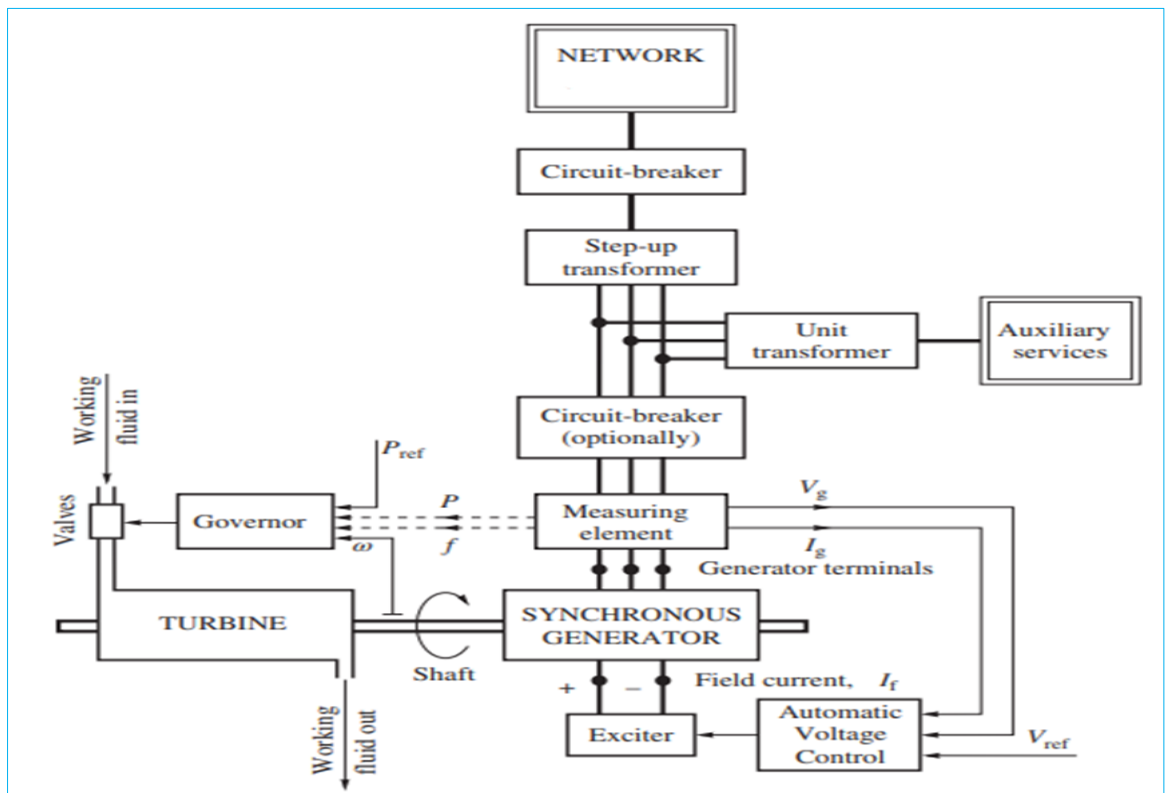 NETWORK
Circuit-breaker
Step-up
transformer
Unit
transformer
Auxiliary
services
Circuit-breaker
(optionally)
Working
fluid in
Valves
Governor
Pref
P
f
ω
Measuring
element
Vg
Ig
Generator terminals
TURBINE
Shaft
SYNCHRONOUS
GENERATOR
+
–
Field current, If
Exciter
Automatic
Voltage
Control
Vref
Working
fluid out